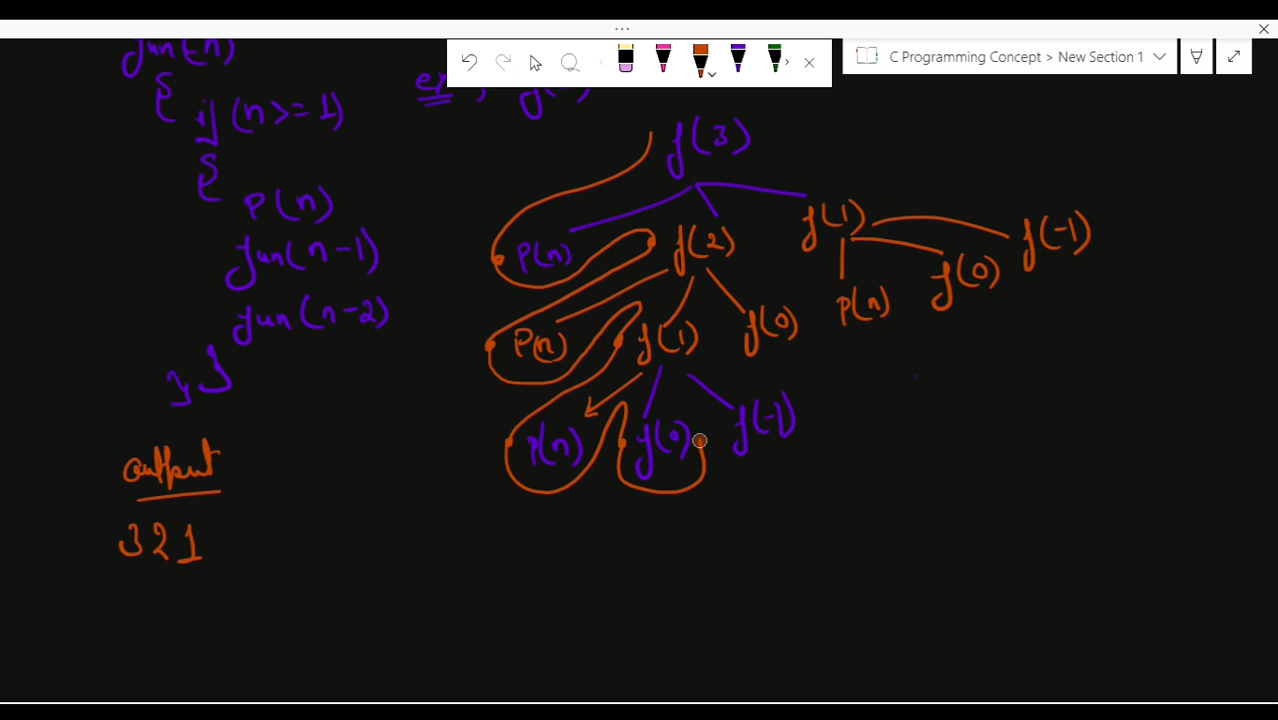 C Programming Concept > New Section 1
fun(n)
{
if (n>=1)
{
P(n)
fun(n-1)
fun(n-2)
}
}
output
3 2 1
ex,
f(3)
P(n) f(2) f(1)
P(n) f(1) f(0) P(n) f(0) f(-1)
P(n) f(0) f(-1)